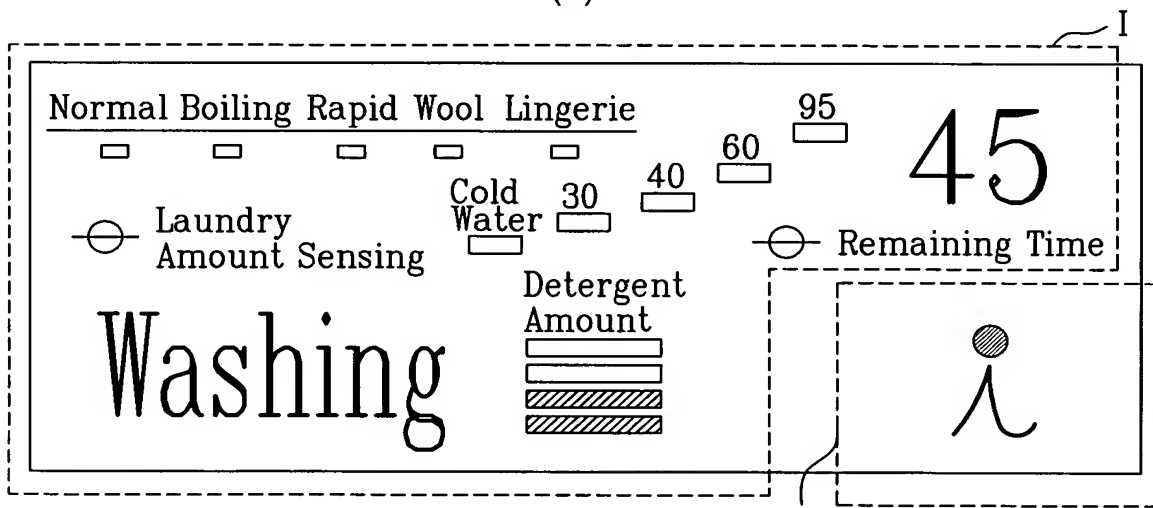 I
Normal Boiling Rapid Wool Lingerie
95
60
40
30
Cold
Water
45
Laundry
Amount Sensing
Remaining Time
Detergent
Amount
Washing
i